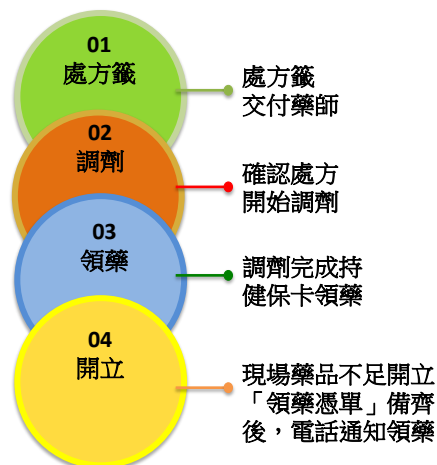 01
處方籤
處方籤
交付藥師
02
調劑
確認處方
開始調劑
03
領藥
調劑完成持
健保卡領藥
04
開立
現場藥品不足開立
「領藥憑單」備齊
後，電話通知領藥